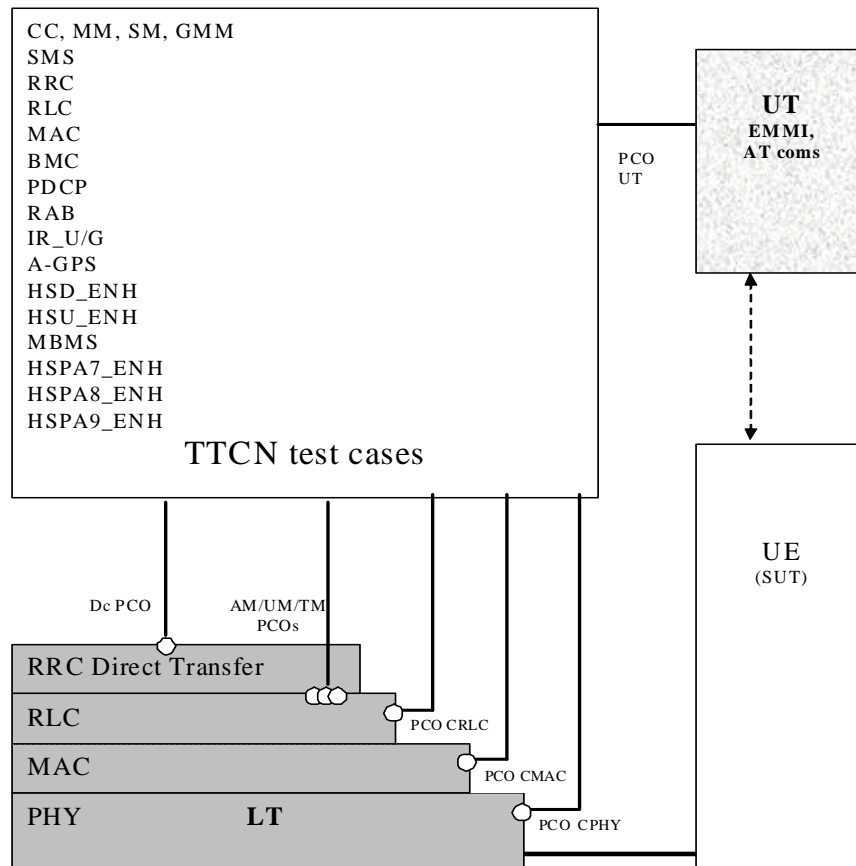 CC, MM, SM, GMM
SMS
RRC
RLC
MAC
BMC
PDCP
RAB
IR_U/G
A-GPS
HSD_ENH
HSU_ENH
MBMS
HSPA7_ENH
HSPA8_ENH
HSPA9_ENH
TTCN test cases
PCO
UT
UT
EMMI,
AT coms
UE
(SUT)
Dc PCO
AM/UM/TM
PCOs
RRC Direct Transfer
RLC
PCO CRLC
MAC
PCO CMAC
PHY
LT
PCO CPHY